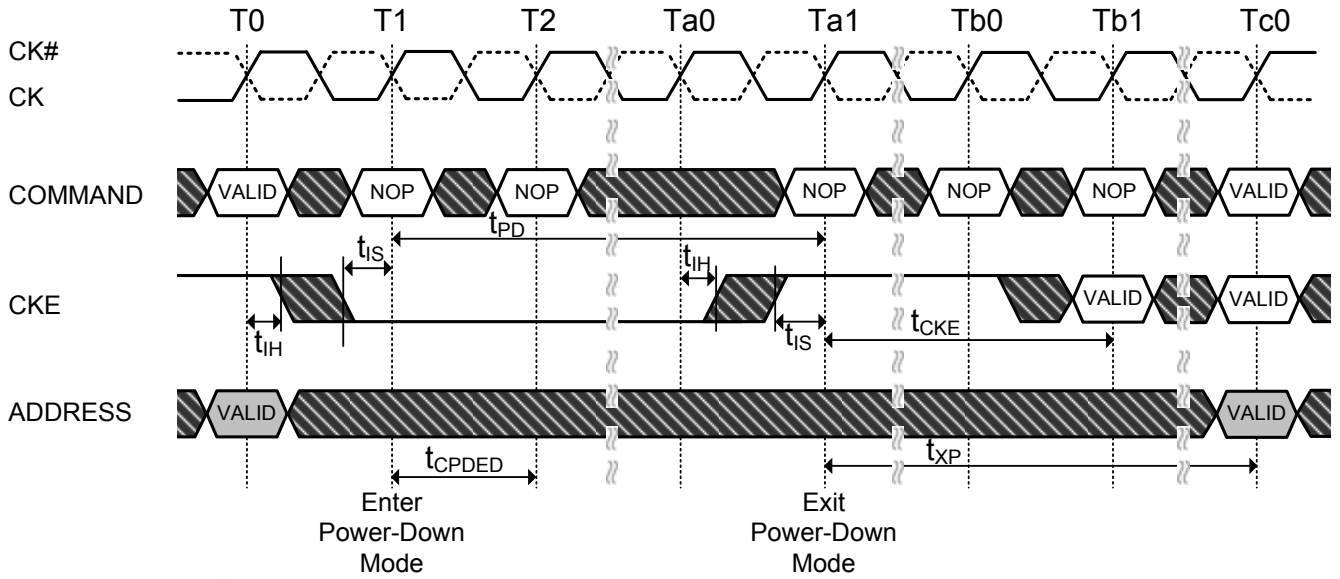 T0 T1 T2 Ta0 Ta1 Tb0 Tb1 Tc0
CK#
CK
COMMAND VALID NOP NOP NOP NOP NOP VALID
tPD
tIS tIH
CKE VALID VALID
tIH tIS tCKE
ADDRESS VALID VALID
tCPDED tXP
Enter
Power-Down
Mode
Exit
Power-Down
Mode